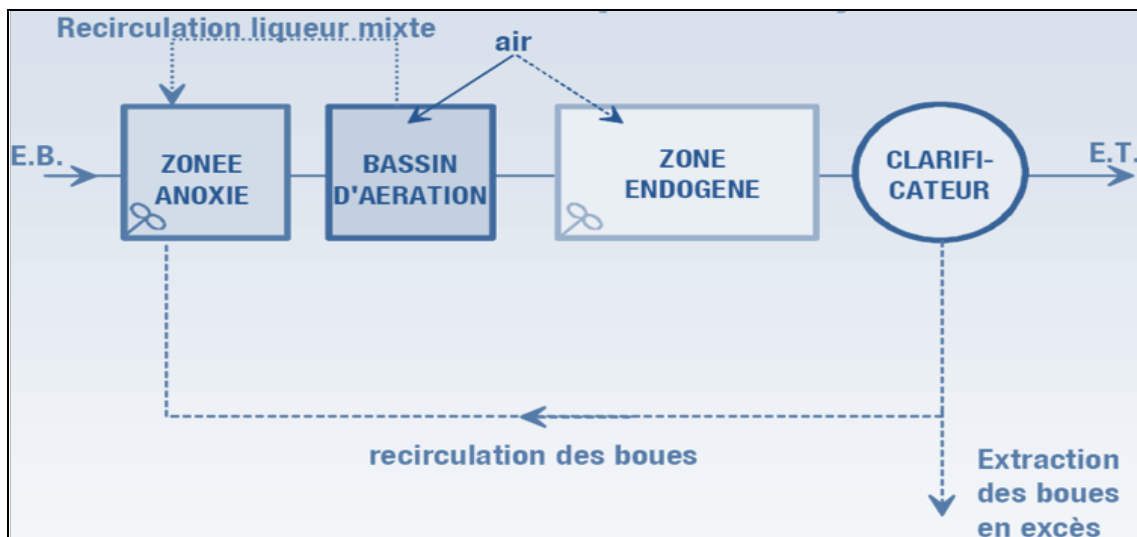 Recirculation liqueur mixte
air
E.B.
ZONEE
ANOXIE
BASSIN
D'AERATION
ZONE
ENDOGENE
CLARIFI-
CATEUR
E.T.
recirculation des boues
Extraction
des boues
en excès